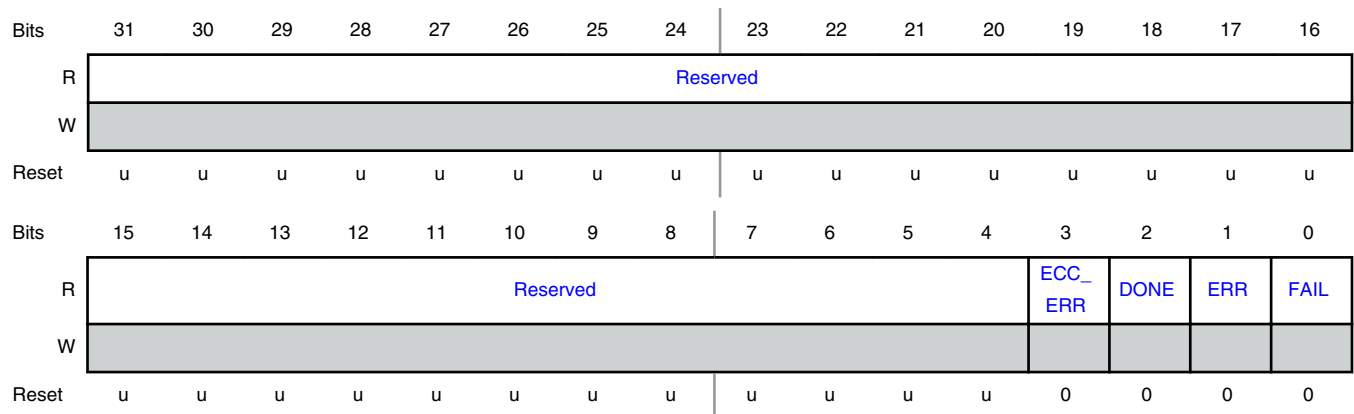 Bits 31 30 29 28 27 26 25 24 23 22 21 20 19 18 17 16
R Reserved
W
Reset u u u u u u u u u u u u u u u u
Bits 15 14 13 12 11 10 9 8 7 6 5 4 3 2 1 0
R Reserved ECC_ DONE ERR FAIL
ERR
W
Reset u u u u u u u u u u u u 0 0 0 0